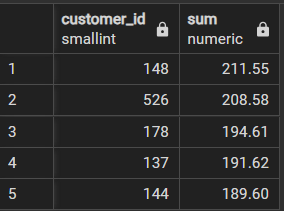 customer_id sum
smallint numeric
1 148 211.55
2 526 208.58
3 178 194.61
4 137 191.62
5 144 189.60